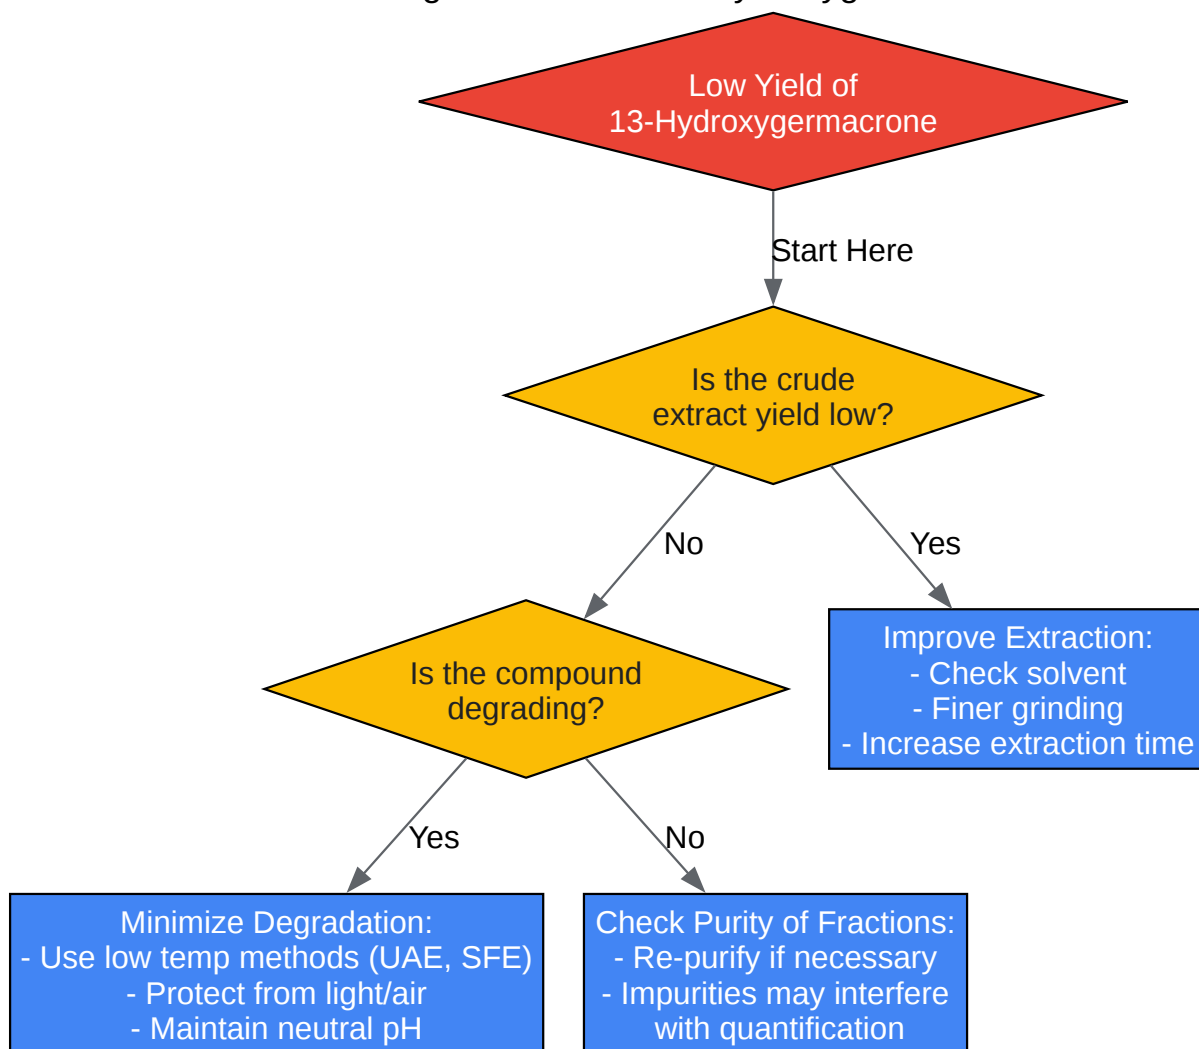 Low Yield of
13-Hydroxygermacrone
Start Here
Is the crude
extract yield low?
No
Yes
Is the compound
degrading?
Improve Extraction:
- Check solvent
- Finer grinding
- Increase extraction time
Yes
No
Minimize Degradation:
- Use low temp methods (UAE, SFE)
- Protect from light/air
- Maintain neutral pH
Check Purity of Fractions:
- Re-purify if necessary
- Impurities may interfere
with quantification